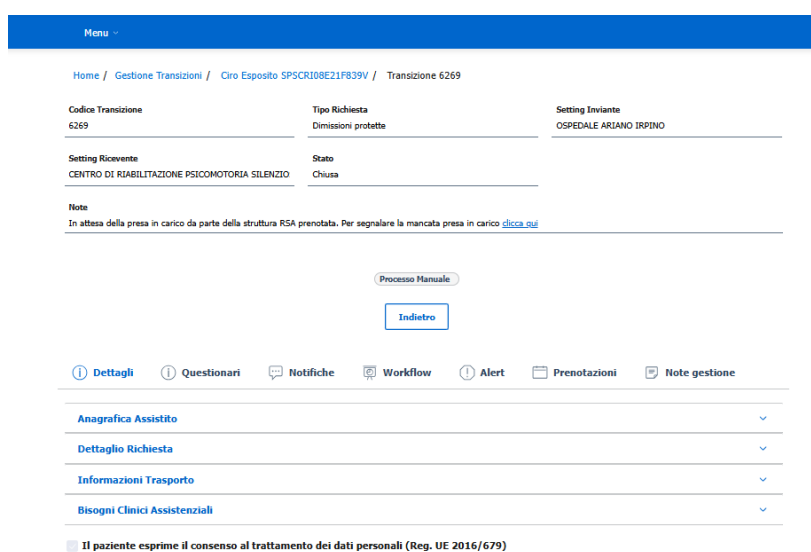 Menu
Home / Gestione Transizioni / Ciro Esposito SPSCRI08E21F839V / Transizione 6269
Codice Transizione Tipo Richiesta Setting Inviante
6269 Dimissioni protette OSPEDALE ARIANO IRPINO
Setting Ricevente Stato
CENTRO DI RIABILITAZIONE PSICOMOTORIA SILENZIO Chiusa
Note
In attesa della presa in carico da parte della struttura RSA prenotata. Per segnalare la mancata presa in carico clicca qui
Processo Manuale
Indietro
Dettagli Questionari Notifiche Workflow Alert Prenotazioni Note gestione
Anagrafica Assistito
Dettaglio Richiesta
Informazioni Trasporto
Bisogni Clinici Assistenziali
Il paziente esprime il consenso al trattamento dei dati personali (Reg. UE 2016/679)